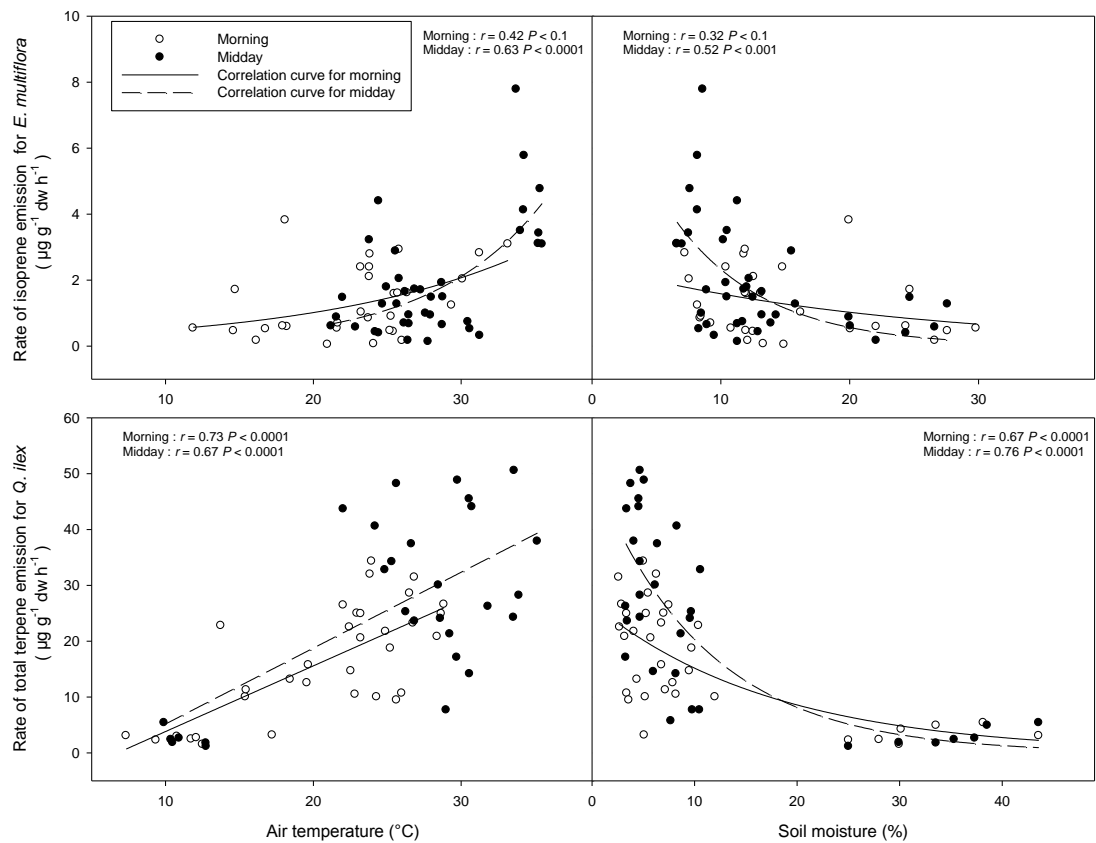 Morning
Midday
Correlation curve for morning
Correlation curve for midday
Morning : r = 0.42 P < 0.1
Midday : r = 0.63 P < 0.0001
Morning : r = 0.32 P < 0.1
Midday : r = 0.52 P < 0.001
Rate of isoprene emission for E. multiflora
( µg g⁻¹ dw h⁻¹ )
10
8
6
4
2
0
10 20 30 0 10 20 30
Morning : r = 0.73 P < 0.0001
Midday : r = 0.67 P < 0.0001
Morning : r = 0.67 P < 0.0001
Midday : r = 0.76 P < 0.0001
Rate of total terpene emission for Q. ilex
( µg g⁻¹ dw h⁻¹ )
60
50
40
30
20
10
0
10 20 30 0 10 20 30 40
Air temperature (°C)
Soil moisture (%)